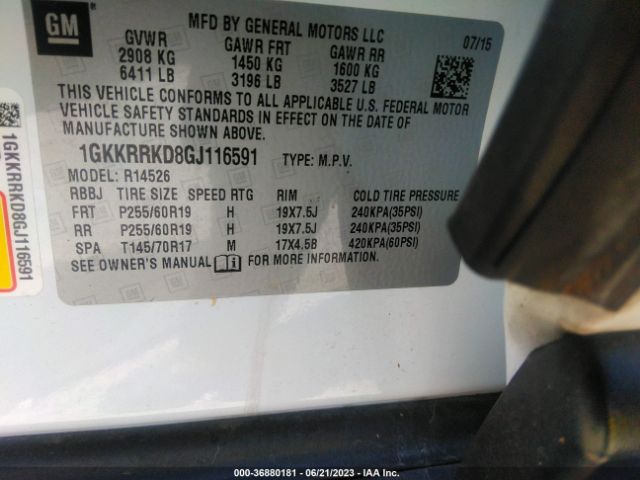 GM
MFD BY GENERAL MOTORS LLC
07/15
GVWR GAWR FRT GAWR RR
2908 KG 1450 KG 1600 KG
6411 LB 3196 LB 3527 LB
THIS VEHICLE CONFORMS TO ALL APPLICABLE U.S. FEDERAL MOTOR
VEHICLE SAFETY STANDARDS IN EFFECT ON THE DATE OF
MANUFACTURE SHOWN ABOVE.
1GKKRRKD8GJ116591 TYPE: M.P.V.
MODEL: R14526
RBBJ TIRE SIZE SPEED RTG RIM COLD TIRE PRESSURE
FRT P255/60R19 H 19X7.5J 240KPA(35PSI)
RR P255/60R19 H 19X7.5J 240KPA(35PSI)
SPA T145/70R17 M 17X4.5B 420KPA(60PSI)
SEE OWNER'S MANUAL FOR MORE INFORMATION.
1GKKRRKD8GJ116591
000-36880181 - 06/21/2023 - IAA Inc.